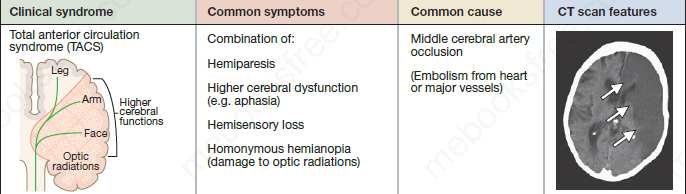 Clinical syndrome
Common symptoms
Common cause
CT scan features
Total anterior circulation
syndrome (TACS)
Leg
Arm
Face
Optic
radiations
Higher
cerebral
functions
Combination of:
Hemiparesis
Higher cerebral dysfunction
(e.g. aphasia)
Hemisensory loss
Homonymous hemianopia
(damage to optic radiations)
Middle cerebral artery
occlusion
(Embolism from heart
or major vessels)
mebooksfree.com